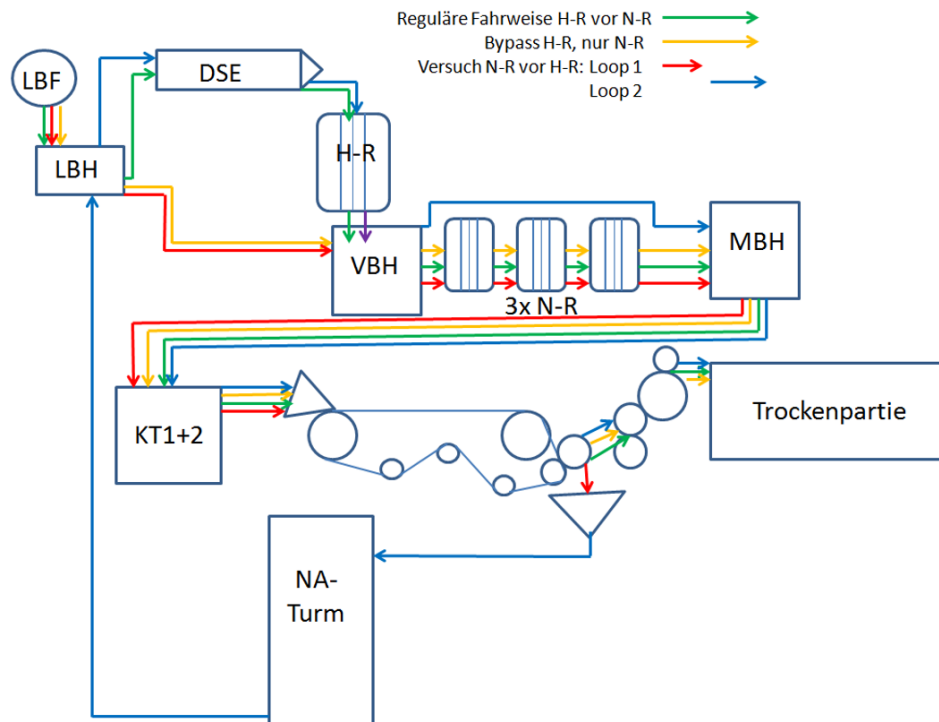 Reguläre Fahrweise H-R vor N-R
Bypass H-R, nur N-R
Versuch N-R vor H-R: Loop 1
Loop 2
LBF
DSE
LBH
H-R
VBH
MBH
3x N-R
KT1+2
Trockenpartie
NA-
Turm